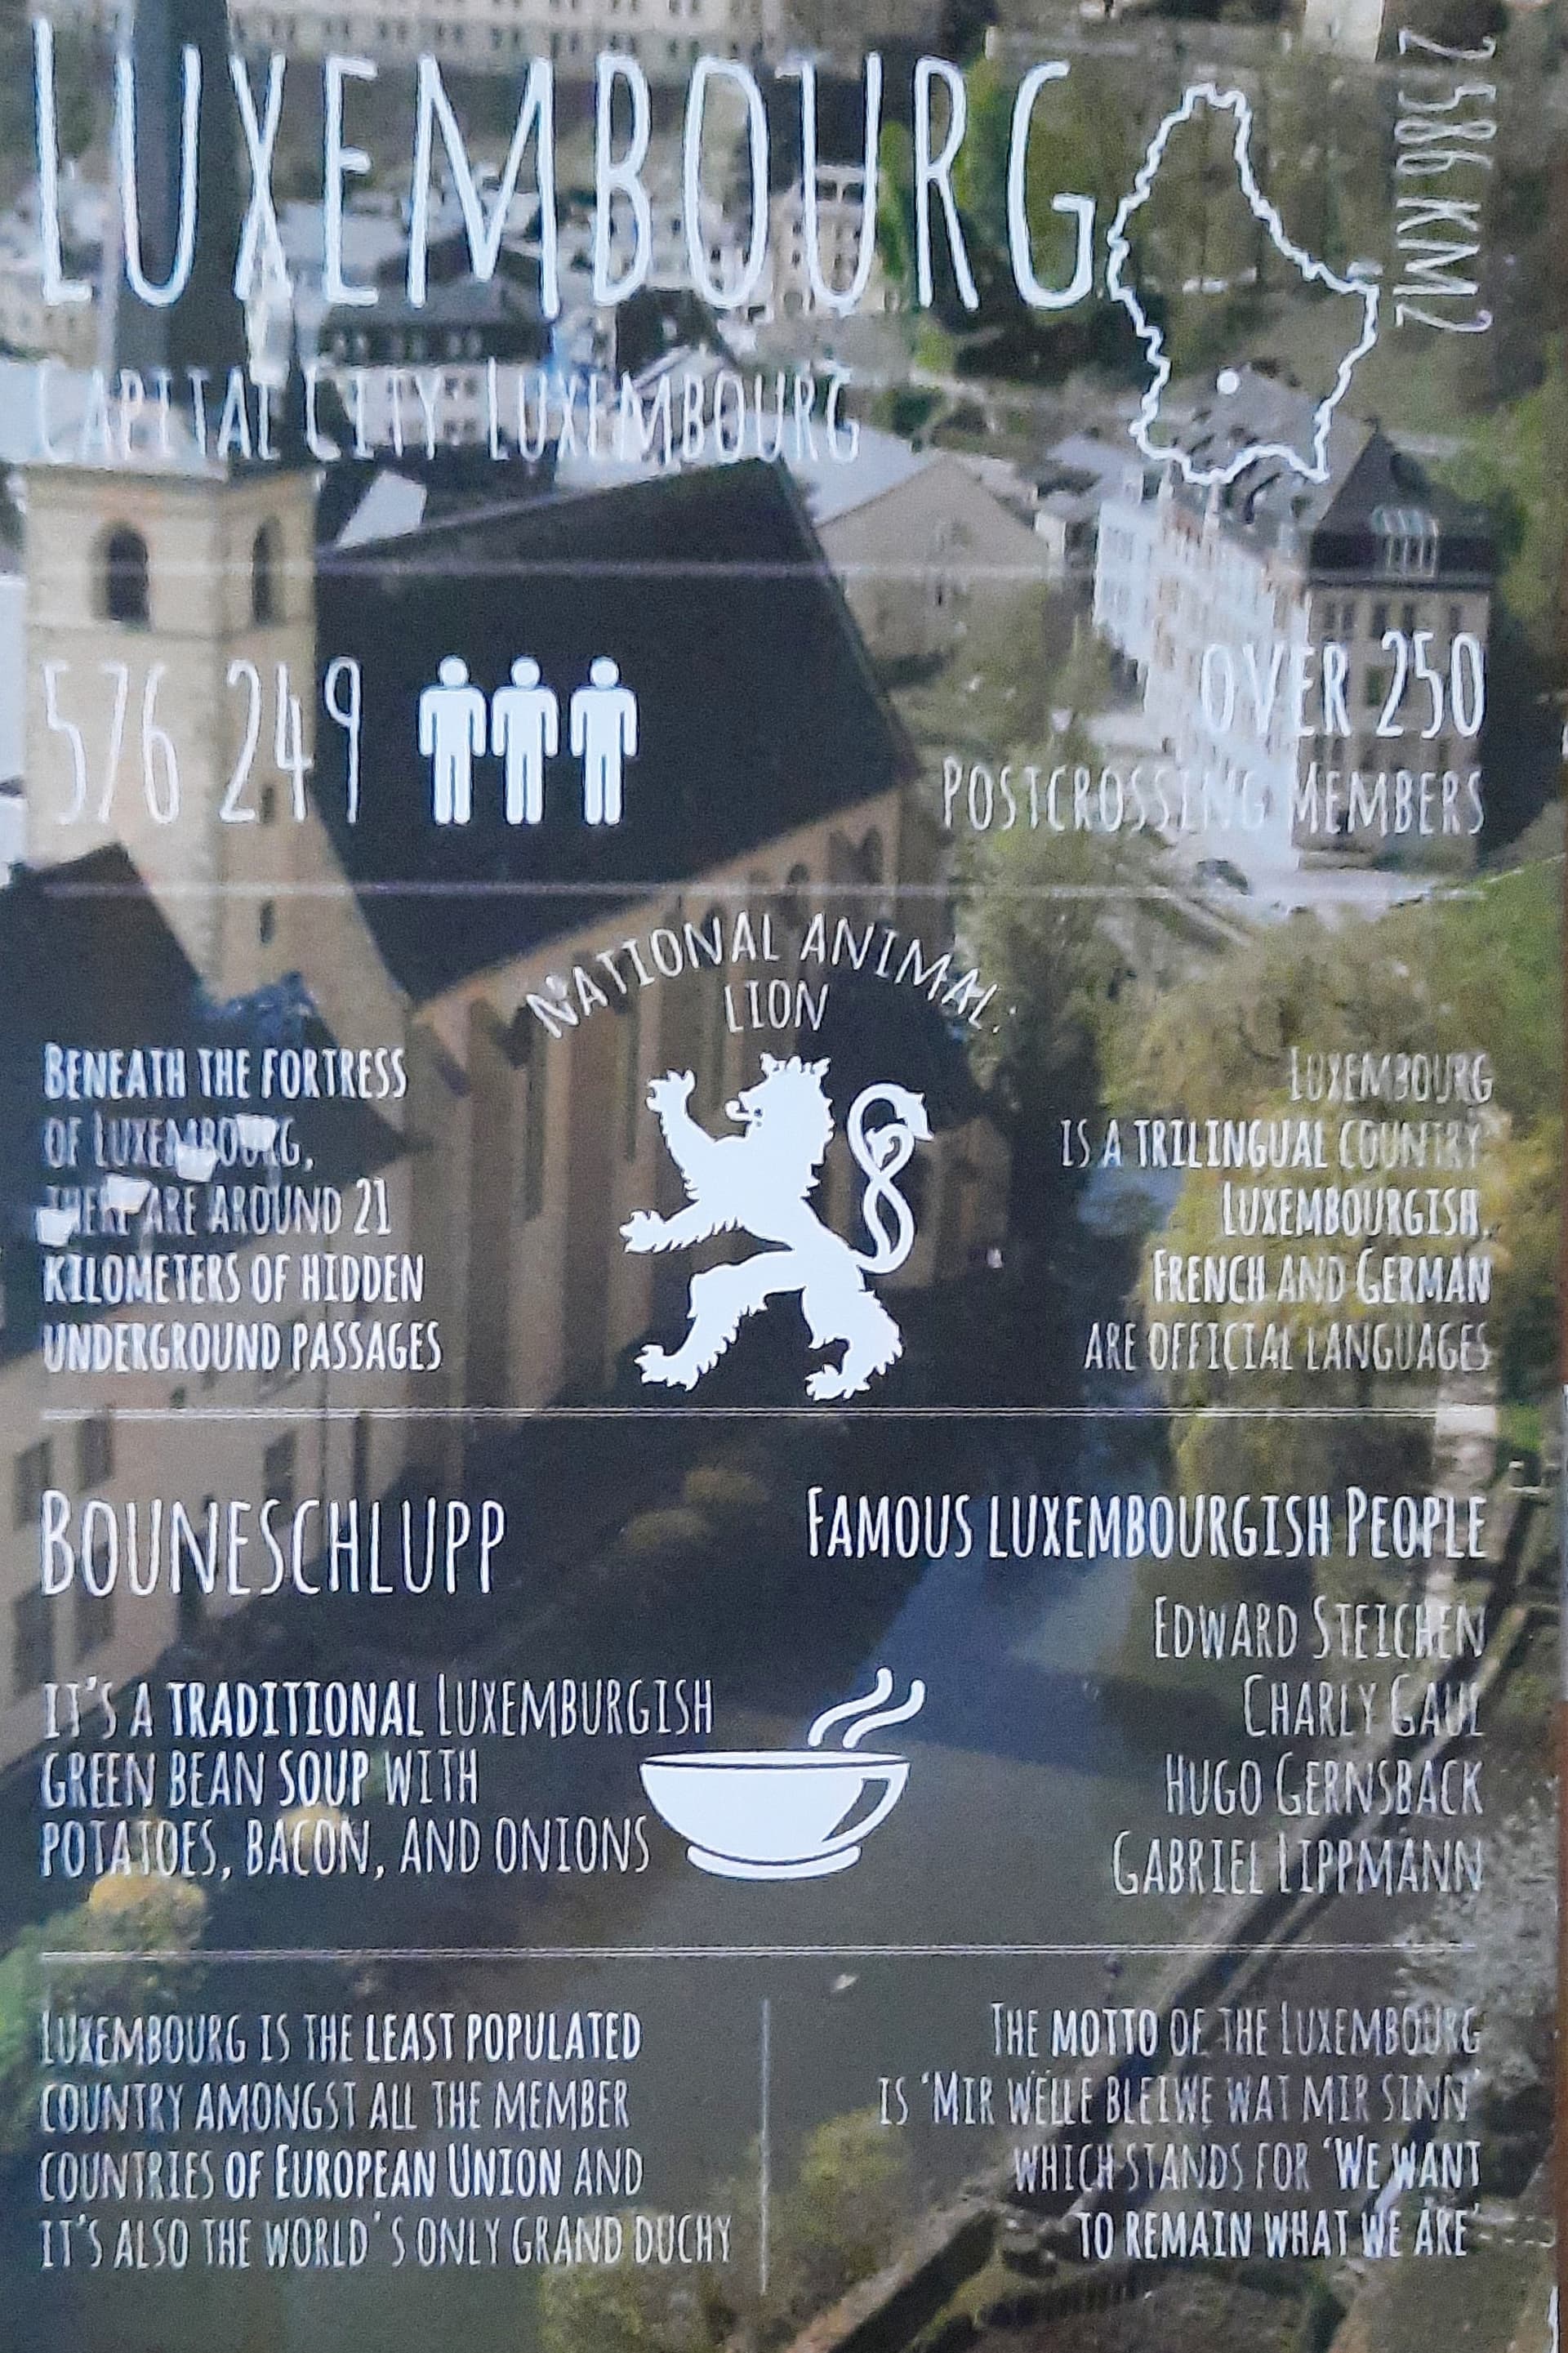 LUXEMBOURG
2586 KM2
CAPITAL CITY LUXEMBOURG
576 249
OVER 250
POSTCROSSING MEMBERS
NATIONAL ANIMAL:
LION
BENEATH THE FORTRESS
OF LUXEMBOURG,
THERE ARE AROUND 21
KILOMETERS OF HIDDEN
UNDERGROUND PASSAGES
LUXEMBOURG
IS A TRILINGUAL COUNTRY:
LUXEMBOURGISH,
FRENCH AND GERMAN
ARE OFFICIAL LANGUAGES
BOUNESCHLUPP
IT'S A TRADITIONAL LUXEMBURGISH
GREEN BEAN SOUP WITH
POTATOES, BACON, AND ONIONS
FAMOUS LUXEMBOURGISH PEOPLE
EDWARD STEICHEN
CHARLY GAUL
HUGO GERNSBACK
GABRIEL LIPPMANN
LUXEMBOURG IS THE LEAST POPULATED
COUNTRY AMONGST ALL THE MEMBER
COUNTRIES OF EUROPEAN UNION AND
IT'S ALSO THE WORLD'S ONLY GRAND DUCHY
THE MOTTO OF THE LUXEMBOURG
IS 'MIR WËLLE BLEIWE WAT MIR SINN'
WHICH STANDS FOR 'WE WANT
TO REMAIN WHAT WE ARE'